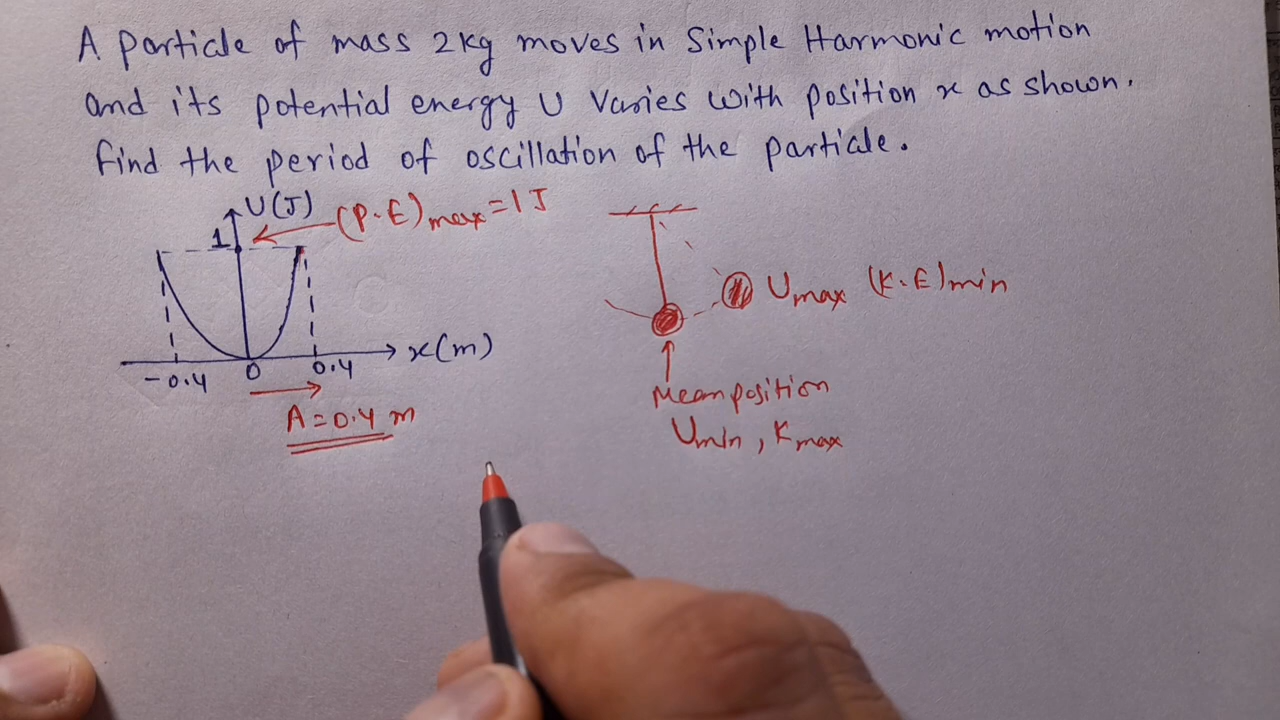 A particle of mass 2kg moves in Simple Harmonic motion
and its potential energy U varies with position x as shown.
find the period of oscillation of the particle.
U(J)
(P.E)max=1J
1
x(m)
-0.4
0
0.4
A=0.4 m
Umax (K.E)min
Mean position
Umin, Kmax